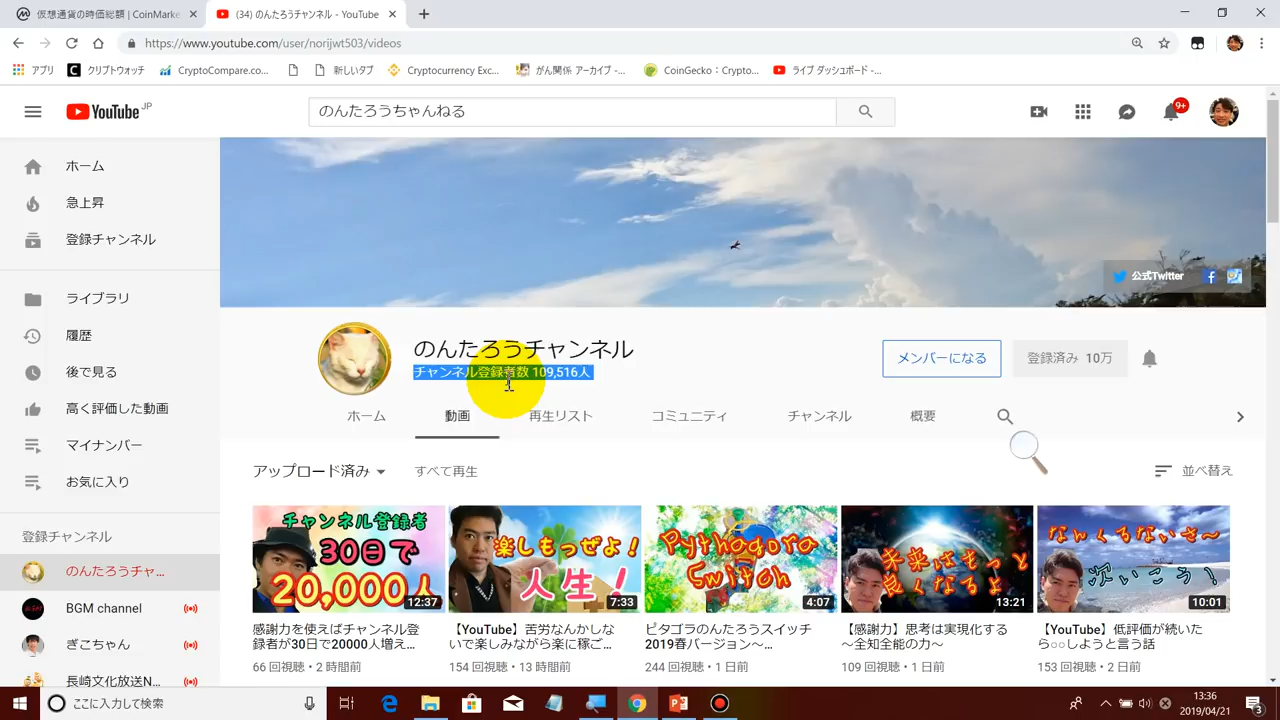 仮想通貨の時価総額 | CoinMarke
(34) のんたろうチャンネル - YouTube
https://www.youtube.com/user/norijwt503/videos
アプリ
クリプトウォッチ
CryptoCompare.co...
新しいタブ
Cryptocurrency Exc...
がん関係 アーカイブ -...
CoinGecko：Crypto...
ライブ ダッシュボード -...
YouTube JP
のんたろうちゃんねる
9+
ホーム
急上昇
登録チャンネル
ライブラリ
履歴
後で見る
高く評価した動画
マイナンバー
お気に入り
登録チャンネル
のんたろうチャ...
BGM channel
ぎこちゃん
長崎文化放送N...
公式Twitter
のんたろうチャンネル
チャンネル登録者数 109,516人
メンバーになる
登録済み 10万
ホーム
動画
再生リスト
コミュニティ
チャンネル
概要
アップロード済み
すべて再生
並べ替え
チャンネル登録者
30日で
20,000人
12:37
感謝力を使えばチャンネル登
録者が30日で20000人増え...
66 回視聴・2 時間前
楽しもっぜよ!
人生!
7:33
【YouTube】苦労なんかしな
いで楽しみながら楽に稼ご...
154 回視聴・13 時間前
Pythagora
Switch
4:07
ピタゴラのんたろうスイッチ
2019春バージョン〜...
244 回視聴・1 日前
未来はもっと
良くなるよ
13:21
【感謝力】思考は実現化する
〜全知全能の力〜
109 回視聴・1 日前
なんくるないさ〜
次いこう!
10:01
【YouTube】低評価が続いた
ら○○しようと言う話
153 回視聴・2 日前
ここに入力して検索
13:36
2019/04/21
3